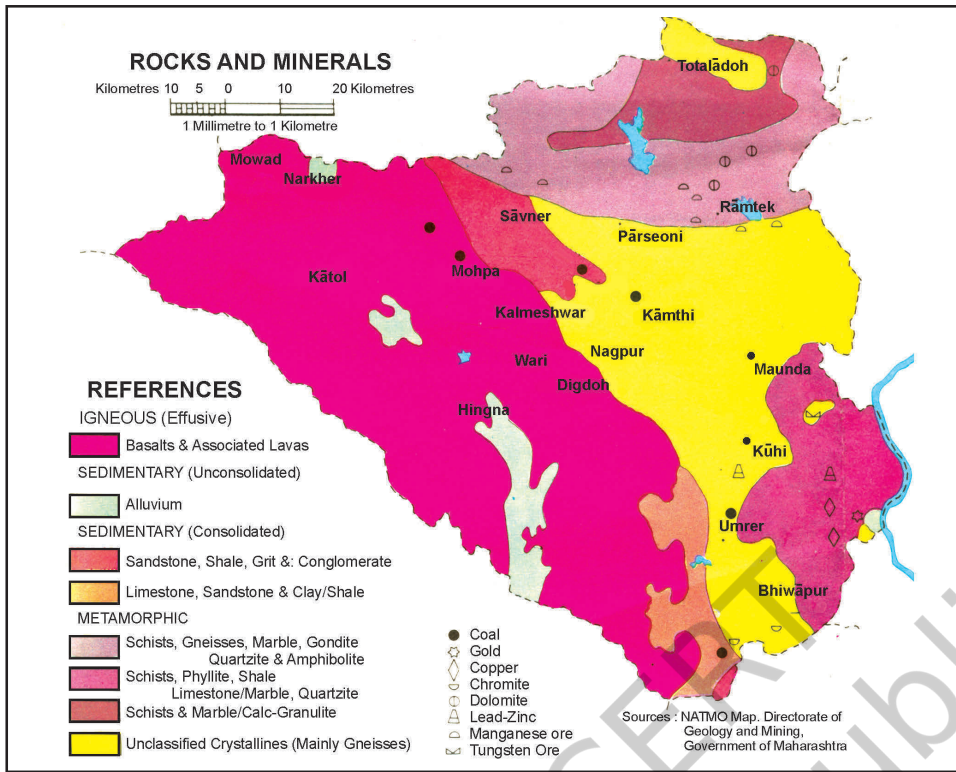 ROCKS AND MINERALS
Kilometres 10 5 0 10 20 Kilometres
1 Millimetre to 1 Kilometre
Totalādoh
Mowad
Narkher
Rāmtek
Sāvner
Pārseoni
Kātol
Mohpa
Kalmeshwar
Kāmthi
Nagpur
Wari
Digdoh
Maunda
Hingna
Kūhi
Umrer
Bhiwāpur
REFERENCES
IGNEOUS (Effusive)
Basalts & Associated Lavas
SEDIMENTARY (Unconsolidated)
Alluvium
SEDIMENTARY (Consolidated)
Sandstone, Shale, Grit &: Conglomerate
Limestone, Sandstone & Clay/Shale
METAMORPHIC
Schists, Gneisses, Marble, Gondite
Quartzite & Amphibolite
Schists, Phyllite, Shale
Limestone/Marble, Quartzite
Schists & Marble/Calc-Granulite
Unclassified Crystallines (Mainly Gneisses)
Coal
Gold
Copper
Chromite
Dolomite
Lead-Zinc
Manganese ore
Tungsten Ore
Sources : NATMO Map. Directorate of
Geology and Mining,
Government of Maharashtra